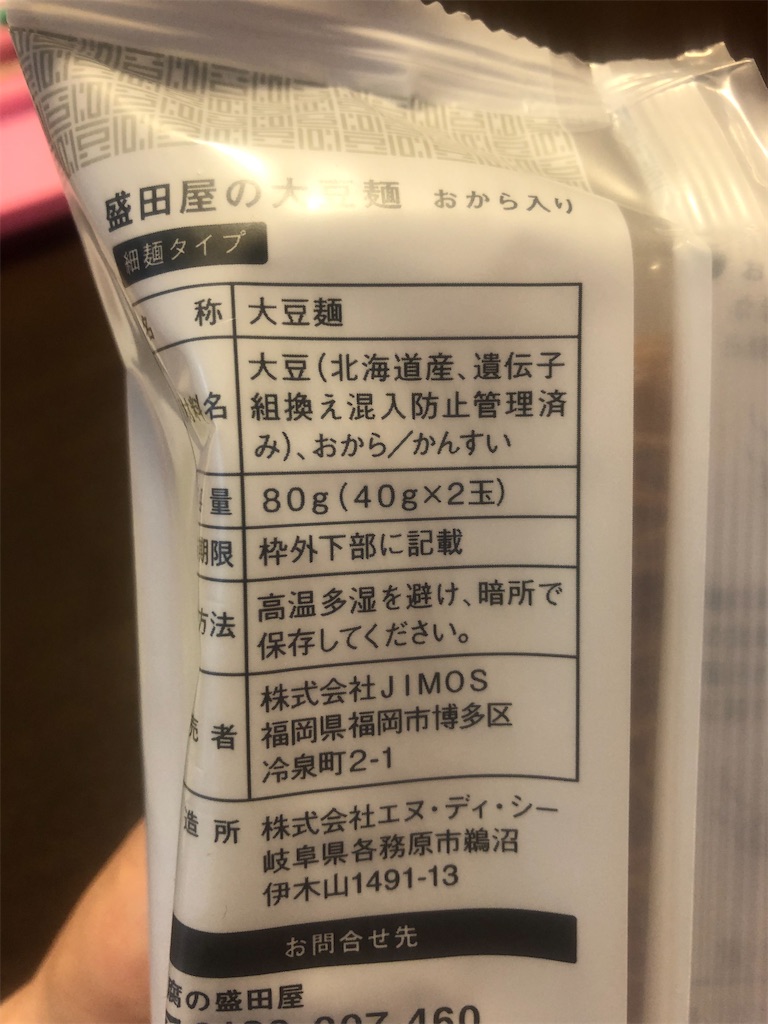 盛田屋の大豆麺 おから入り
細麺タイプ
名 称 大豆麺
料名 大豆(北海道産、遺伝子
組換え混入防止管理済
み)、おから/かんすい
量 80g(40g×2玉)
期限 枠外下部に記載
方法 高温多湿を避け、暗所で
保存してください。
売 者 株式会社JIMOS
福岡県福岡市博多区
冷泉町2-1
造 所 株式会社エヌ・ディ・シー
岐阜県各務原市鵜沼
伊木山1491-13
お問合せ先
腐の盛田屋